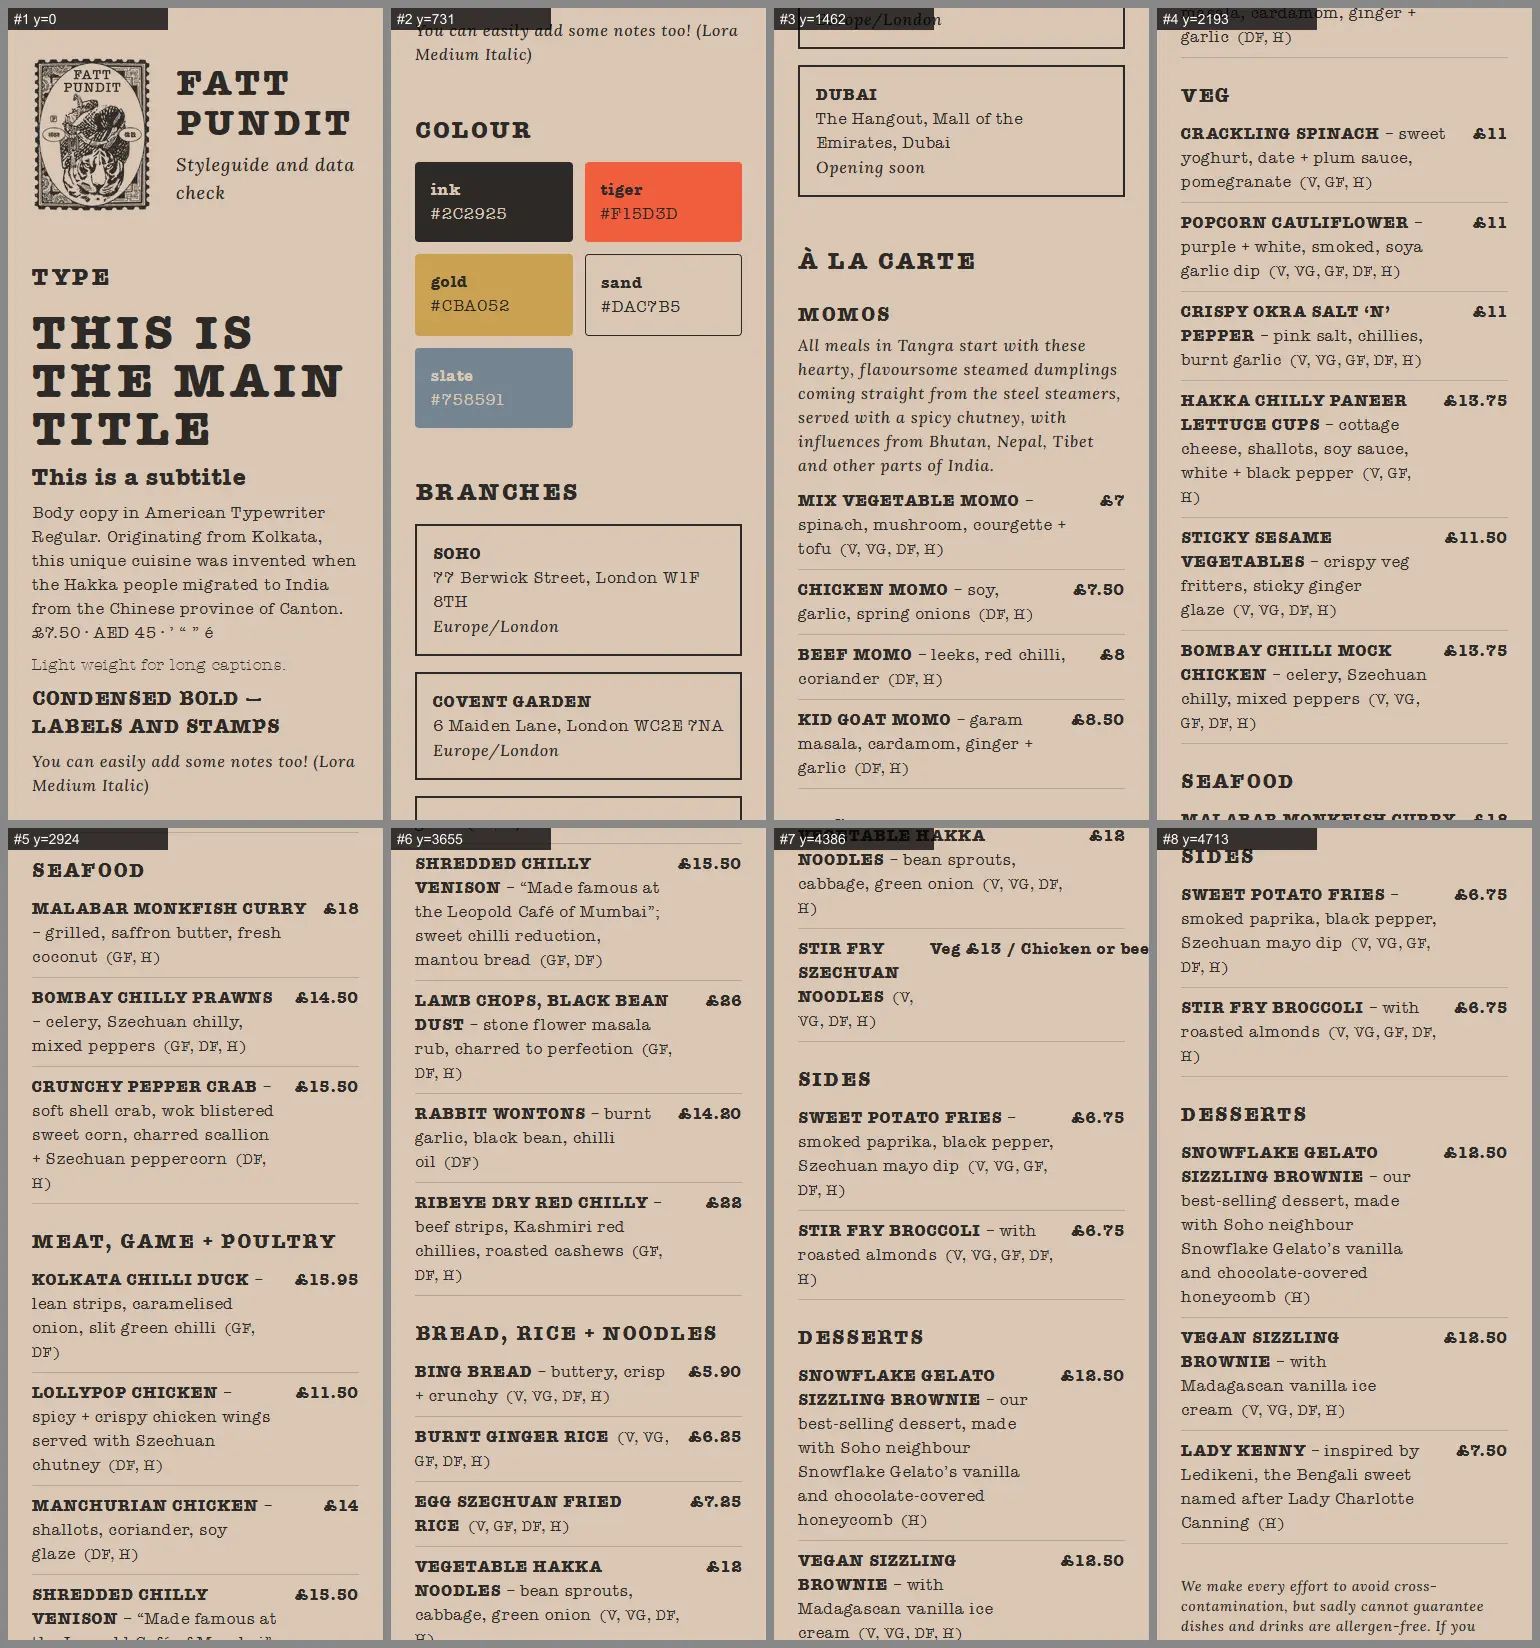 #1 y=0
FATT
PUNDIT
FATT
PUNDIT
Styleguide and data
check
TYPE
THIS IS
THE MAIN
TITLE
This is a subtitle
Body copy in American Typewriter
Regular. Originating from Kolkata,
this unique cuisine was invented when
the Hakka people migrated to India
from the Chinese province of Canton.
£7.50 · AED 45 · ’ “ ” é
Light weight for long captions.
CONDENSED BOLD —
LABELS AND STAMPS
You can easily add some notes too! (Lora
Medium Italic)
#2 y=731
You can easily add some notes too! (Lora
Medium Italic)
COLOUR
ink
#2C2925
tiger
#F15D3D
gold
#CBA052
sand
#DAC7B5
slate
#758591
BRANCHES
SOHO
77 Berwick Street, London W1F
8TH
Europe/London
COVENT GARDEN
6 Maiden Lane, London WC2E 7NA
Europe/London
#3 y=1462
Europe/London
DUBAI
The Hangout, Mall of the
Emirates, Dubai
Opening soon
À LA CARTE
MOMOS
All meals in Tangra start with these
hearty, flavoursome steamed dumplings
coming straight from the steel steamers,
served with a spicy chutney, with
influences from Bhutan, Nepal, Tibet
and other parts of India.
MIX VEGETABLE MOMO – £7
spinach, mushroom, courgette +
tofu (V, VG, DF, H)
CHICKEN MOMO – soy, £7.50
garlic, spring onions (DF, H)
BEEF MOMO – leeks, red chilli, £8
coriander (DF, H)
KID GOAT MOMO – garam £8.50
masala, cardamom, ginger +
garlic (DF, H)
#4 y=2193
masala, cardamom, ginger +
garlic (DF, H)
VEG
CRACKLING SPINACH – sweet £11
yoghurt, date + plum sauce,
pomegranate (V, GF, H)
POPCORN CAULIFLOWER – £11
purple + white, smoked, soya
garlic dip (V, VG, GF, DF, H)
CRISPY OKRA SALT ‘N’ £11
PEPPER – pink salt, chillies,
burnt garlic (V, VG, GF, DF, H)
HAKKA CHILLY PANEER £13.75
LETTUCE CUPS – cottage
cheese, shallots, soy sauce,
white + black pepper (V, GF,
H)
STICKY SESAME £11.50
VEGETABLES – crispy veg
fritters, sticky ginger
glaze (V, VG, DF, H)
BOMBAY CHILLI MOCK £13.75
CHICKEN – celery, Szechuan
chilly, mixed peppers (V, VG,
GF, DF, H)
SEAFOOD
MALABAR MONKFISH CURRY £18
#5 y=2924
SEAFOOD
MALABAR MONKFISH CURRY £18
– grilled, saffron butter, fresh
coconut (GF, H)
BOMBAY CHILLY PRAWNS £14.50
– celery, Szechuan chilly,
mixed peppers (GF, DF, H)
CRUNCHY PEPPER CRAB – £15.50
soft shell crab, wok blistered
sweet corn, charred scallion
+ Szechuan peppercorn (DF,
H)
MEAT, GAME + POULTRY
KOLKATA CHILLI DUCK – £15.95
lean strips, caramelised
onion, slit green chilli (GF,
DF)
LOLLYPOP CHICKEN – £11.50
spicy + crispy chicken wings
served with Szechuan
chutney (DF, H)
MANCHURIAN CHICKEN – £14
shallots, coriander, soy
glaze (DF, H)
SHREDDED CHILLY £15.50
VENISON – “Made famous at
#6 y=3655
SHREDDED CHILLY £15.50
VENISON – “Made famous at
the Leopold Café of Mumbai”;
sweet chilli reduction,
mantou bread (GF, DF)
LAMB CHOPS, BLACK BEAN £26
DUST – stone flower masala
rub, charred to perfection (GF,
DF, H)
RABBIT WONTONS – burnt £14.20
garlic, black bean, chilli
oil (DF)
RIBEYE DRY RED CHILLY – £22
beef strips, Kashmiri red
chillies, roasted cashews (GF,
DF, H)
BREAD, RICE + NOODLES
BING BREAD – buttery, crisp £5.90
+ crunchy (V, VG, DF, H)
BURNT GINGER RICE (V, VG, £6.25
GF, DF, H)
EGG SZECHUAN FRIED £7.25
RICE (V, GF, DF, H)
VEGETABLE HAKKA £12
NOODLES – bean sprouts,
cabbage, green onion (V, VG, DF,
H)
#7 y=4386
VEGETABLE HAKKA £12
NOODLES – bean sprouts,
cabbage, green onion (V, VG, DF,
H)
STIR FRY Veg £13 / Chicken or bee
SZECHUAN
NOODLES (V,
VG, DF, H)
SIDES
SWEET POTATO FRIES – £6.75
smoked paprika, black pepper,
Szechuan mayo dip (V, VG, GF,
DF, H)
STIR FRY BROCCOLI – with £6.75
roasted almonds (V, VG, GF, DF,
H)
DESSERTS
SNOWFLAKE GELATO £12.50
SIZZLING BROWNIE – our
best-selling dessert, made
with Soho neighbour
Snowflake Gelato’s vanilla
and chocolate-covered
honeycomb (H)
VEGAN SIZZLING £12.50
BROWNIE – with
Madagascan vanilla ice
cream (V, VG, DF, H)
#8 y=4713
SIDES
SWEET POTATO FRIES – £6.75
smoked paprika, black pepper,
Szechuan mayo dip (V, VG, GF,
DF, H)
STIR FRY BROCCOLI – with £6.75
roasted almonds (V, VG, GF, DF,
H)
DESSERTS
SNOWFLAKE GELATO £12.50
SIZZLING BROWNIE – our
best-selling dessert, made
with Soho neighbour
Snowflake Gelato’s vanilla
and chocolate-covered
honeycomb (H)
VEGAN SIZZLING £12.50
BROWNIE – with
Madagascan vanilla ice
cream (V, VG, DF, H)
LADY KENNY – inspired by £7.50
Ledikeni, the Bengali sweet
named after Lady Charlotte
Canning (H)
We make every effort to avoid cross-
contamination, but sadly cannot guarantee
dishes and drinks are allergen-free. If you